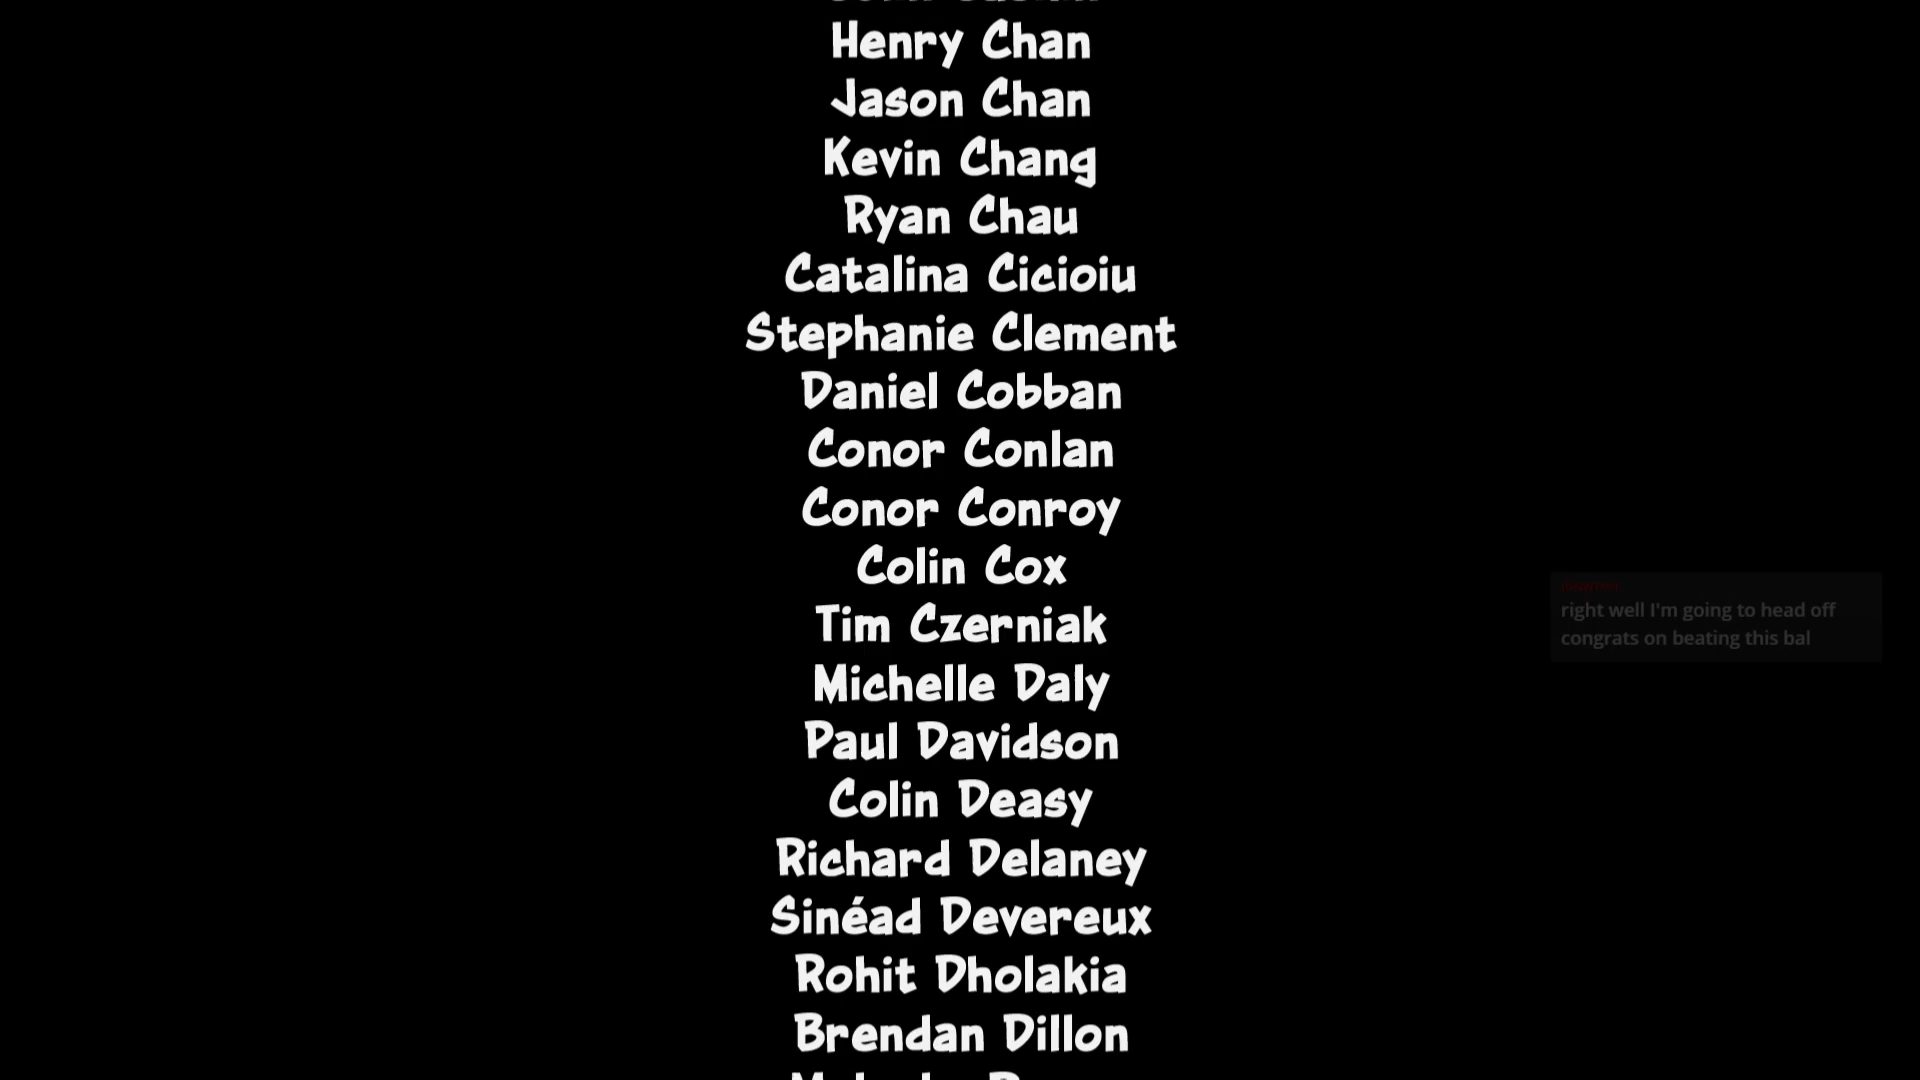 Henry Chan
Jason Chan
Kevin Chang
Ryan Chau
Catalina Cicioiu
Stephanie Clement
Daniel Cobban
Conor Conlan
Conor Conroy
Colin Cox
Tim Czerniak
Michelle Daly
Paul Davidson
Colin Deasy
Richard Delaney
Sinéad Devereux
Rohit Dholakia
Brendan Dillon
right well I'm going to head off
congrats on beating this bal